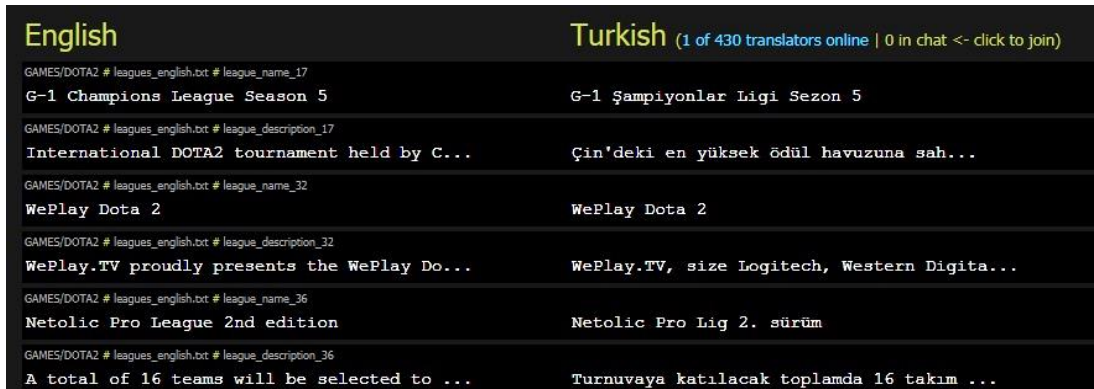 English
Turkish (1 of 430 translators online | 0 in chat <- click to join)
GAMES/DOTA2 # leagues_english.txt # league_name_17
G-1 Champions League Season 5
G-1 Şampiyonlar Ligi Sezon 5
GAMES/DOTA2 # leagues_english.txt # league_description_17
International DOTA2 tournament held by C...
Çin'deki en yüksek ödül havuzuna sah...
GAMES/DOTA2 # leagues_english.txt # league_name_32
WePlay Dota 2
WePlay Dota 2
GAMES/DOTA2 # leagues_english.txt # league_description_32
WePlay.TV proudly presents the WePlay Do...
WePlay.TV, size Logitech, Western Digita...
GAMES/DOTA2 # leagues_english.txt # league_name_36
Netolic Pro League 2nd edition
Netolic Pro Lig 2. sürüm
GAMES/DOTA2 # leagues_english.txt # league_description_36
A total of 16 teams will be selected to ...
Turnuvaya katılacak toplamda 16 takım ...